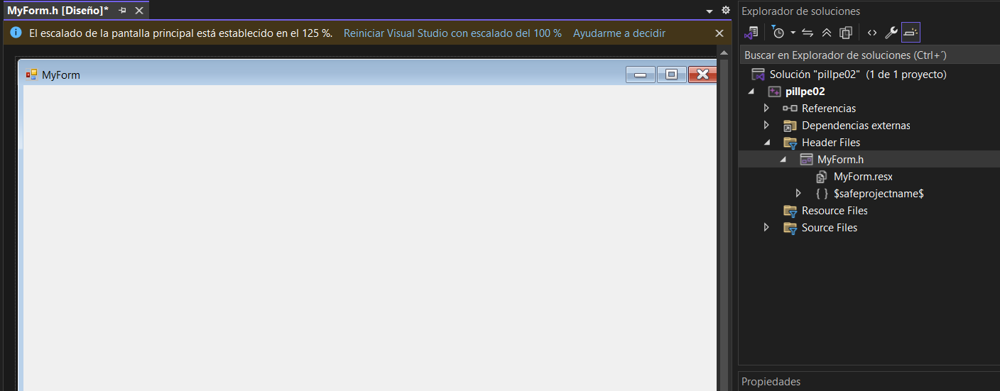 MyForm.h [Diseño]*
El escalado de la pantalla principal está establecido en el 125 %. Reiniciar Visual Studio con escalado del 100 % Ayudarme a decidir
MyForm
Explorador de soluciones
Buscar en Explorador de soluciones (Ctrl+´)
Solución "pillpe02" (1 de 1 proyecto)
pillpe02
Referencias
Dependencias externas
Header Files
MyForm.h
MyForm.resx
$safeprojectname$
Resource Files
Source Files
Propiedades